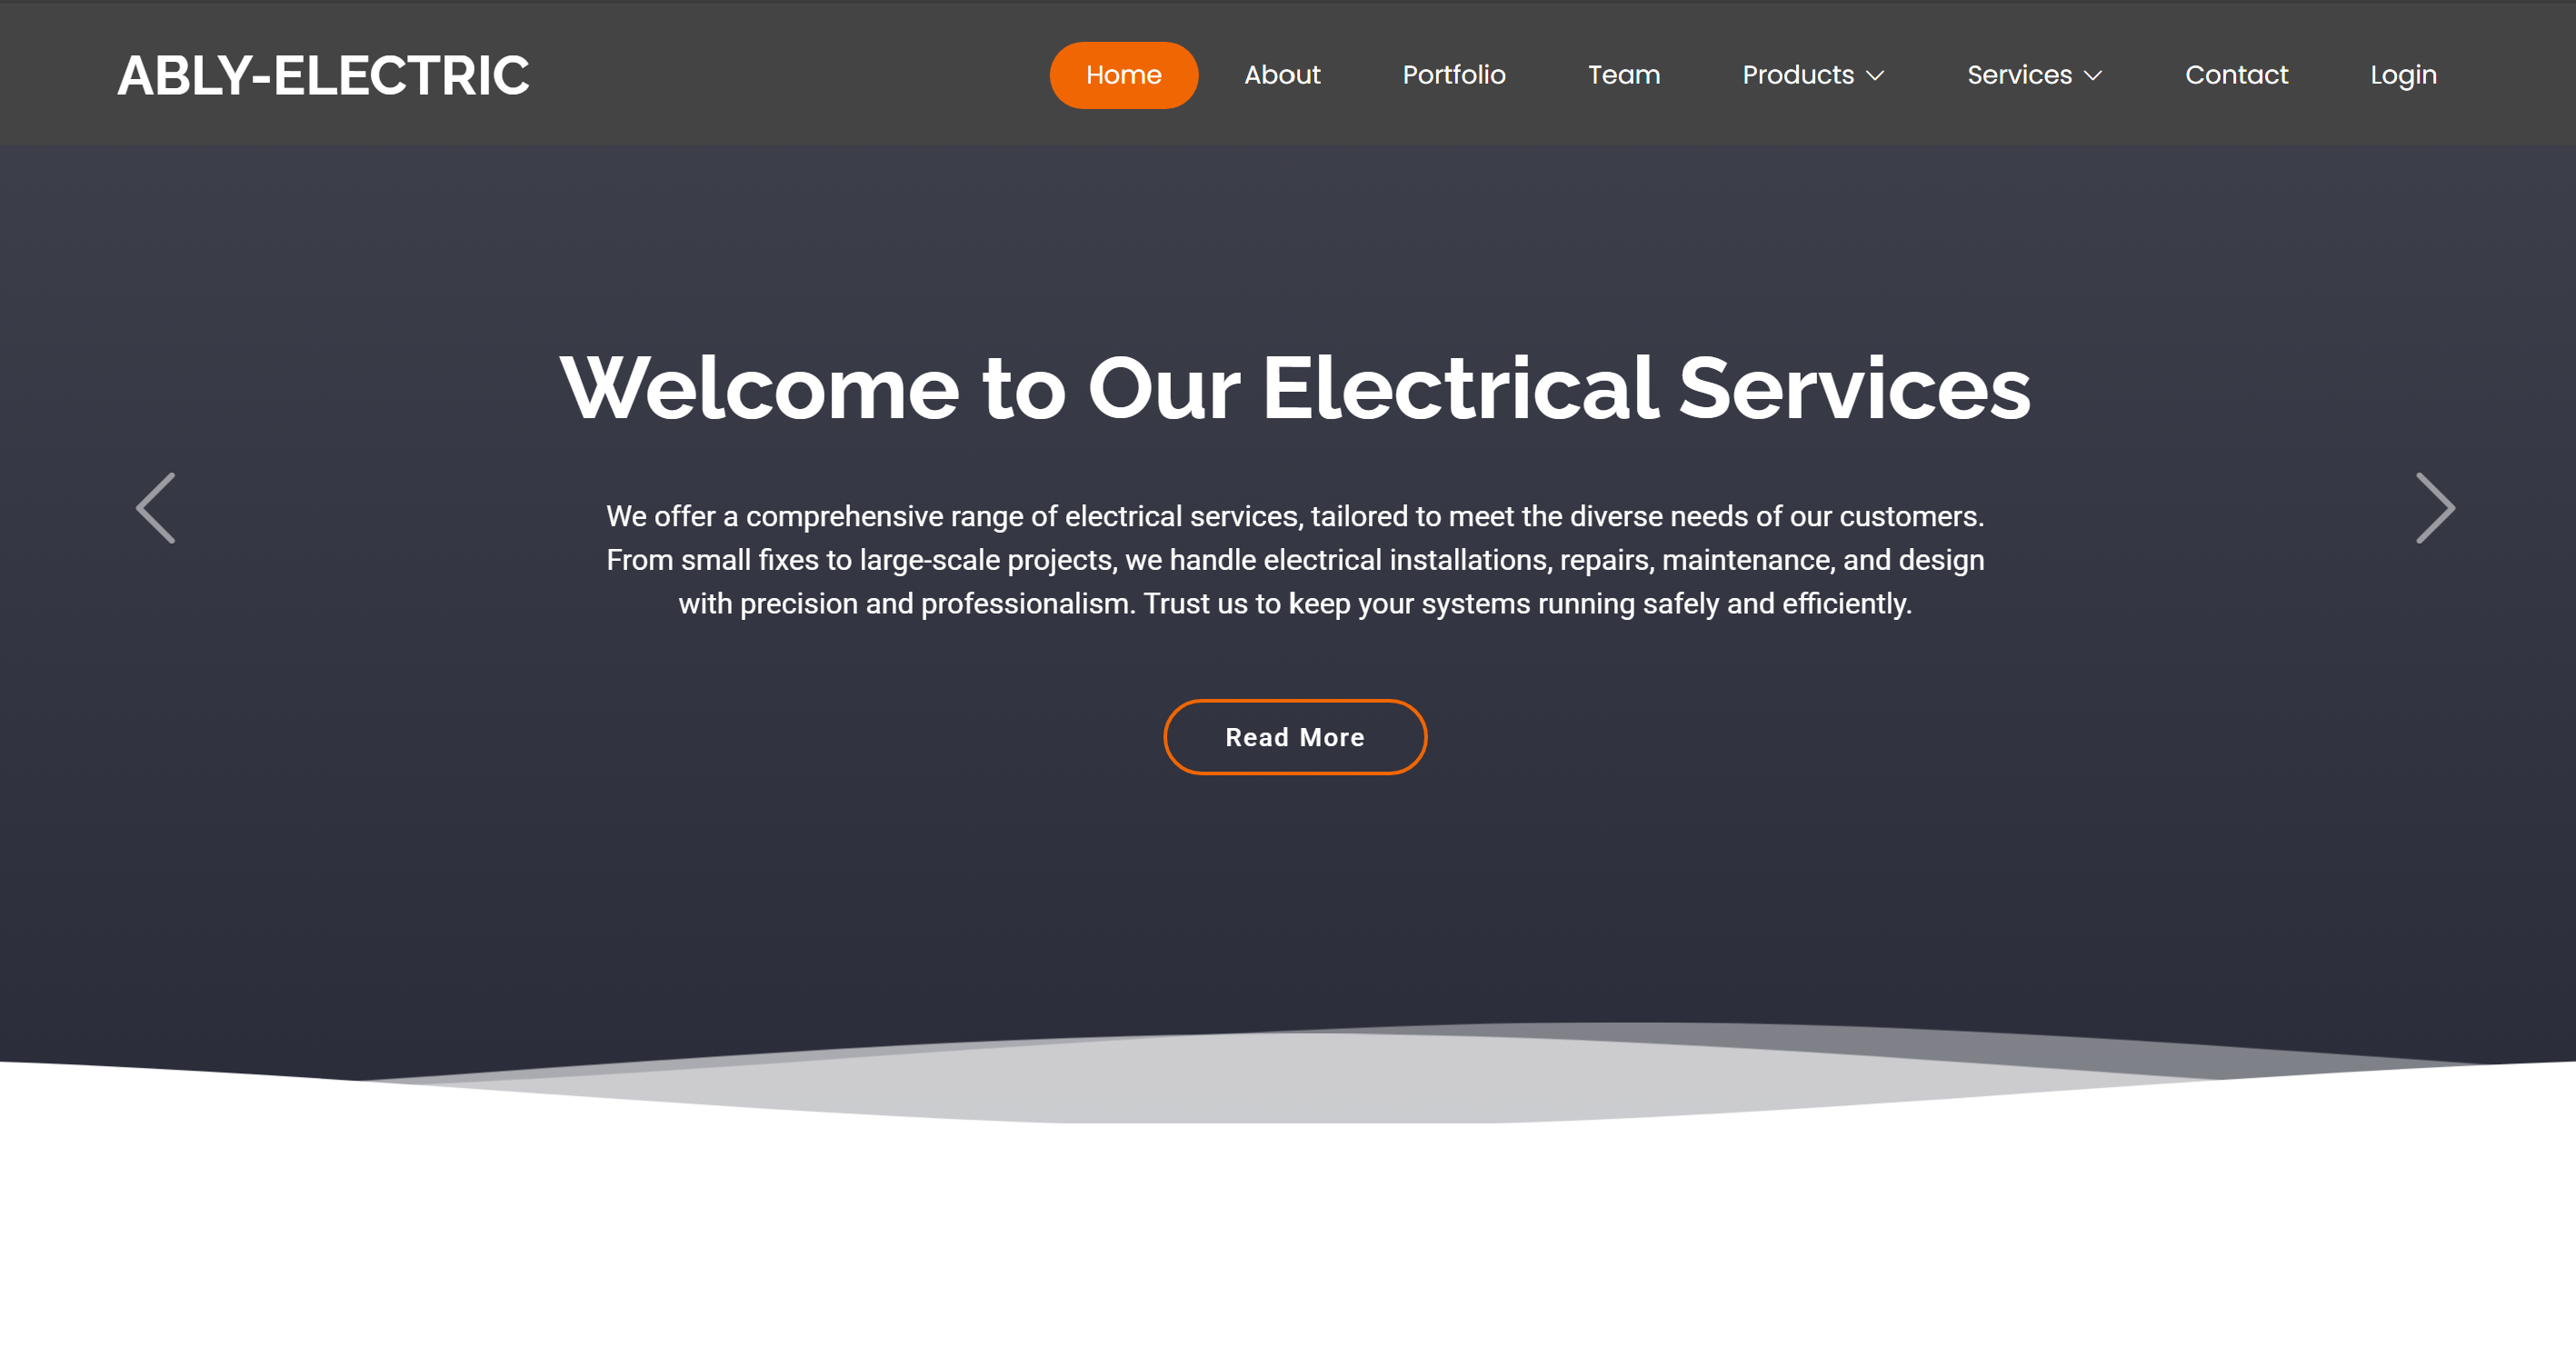 ABLY-ELECTRIC
Home About Portfolio Team Products Services Contact Login
Welcome to Our Electrical Services
We offer a comprehensive range of electrical services, tailored to meet the diverse needs of our customers.
From small fixes to large-scale projects, we handle electrical installations, repairs, maintenance, and design
with precision and professionalism. Trust us to keep your systems running safely and efficiently.
Read More